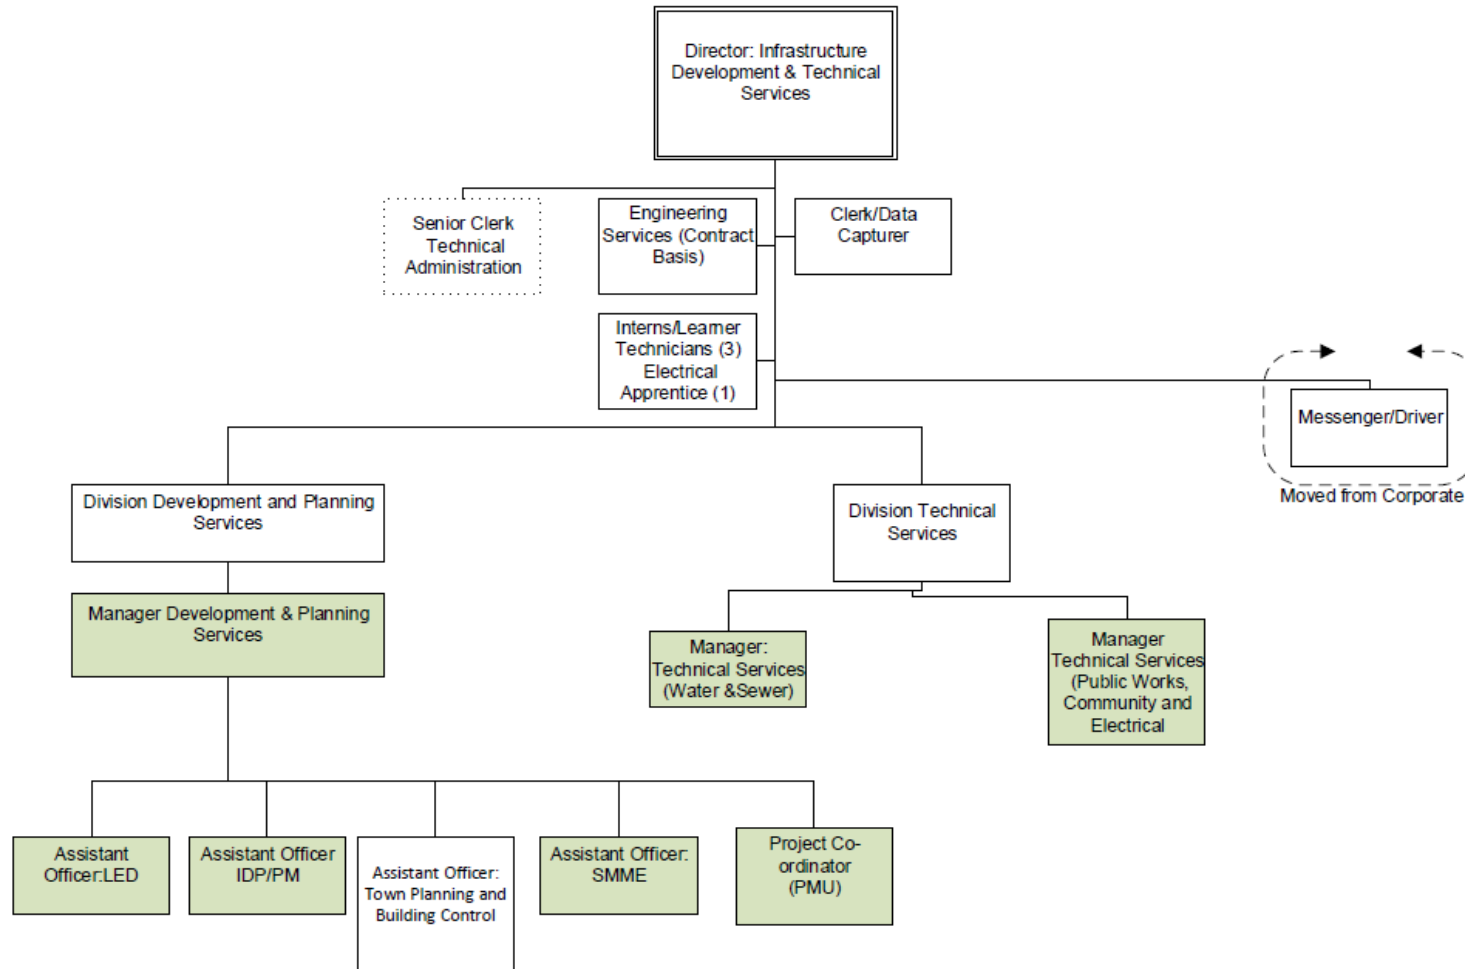 Director: Infrastructure
Development & Technical
Services
Senior Clerk
Technical
Administration
Engineering
Services (Contract
Basis)
Clerk/Data
Capturer
Interns/Learner
Technicians (3)
Electrical
Apprentice (1)
Messenger/Driver
Moved from Corporate
Division Development and Planning
Services
Division Technical
Services
Manager Development & Planning
Services
Manager:
Technical Services
(Water &Sewer)
Manager
Technical Services
(Public Works,
Community and
Electrical
Assistant
Officer:LED
Assistant Officer
IDP/PM
Assistant Officer:
Town Planning and
Building Control
Assistant Officer:
SMME
Project Co-
ordinator
(PMU)